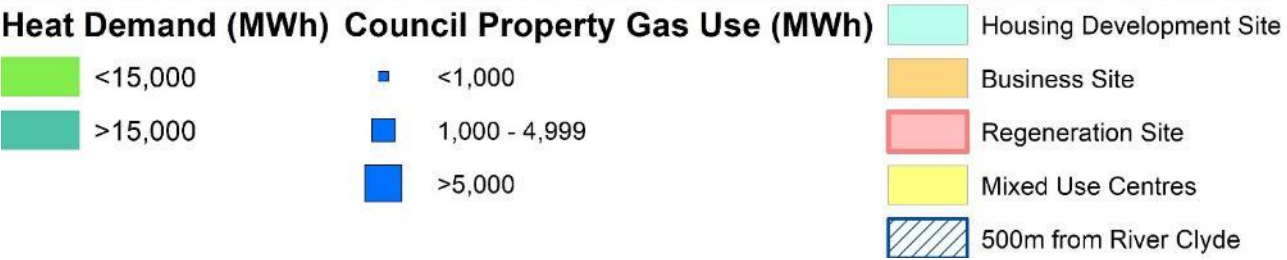 Heat Demand (MWh)
<15,000
>15,000
Council Property Gas Use (MWh)
<1,000
1,000 - 4,999
>5,000
Housing Development Site
Business Site
Regeneration Site
Mixed Use Centres
500m from River Clyde